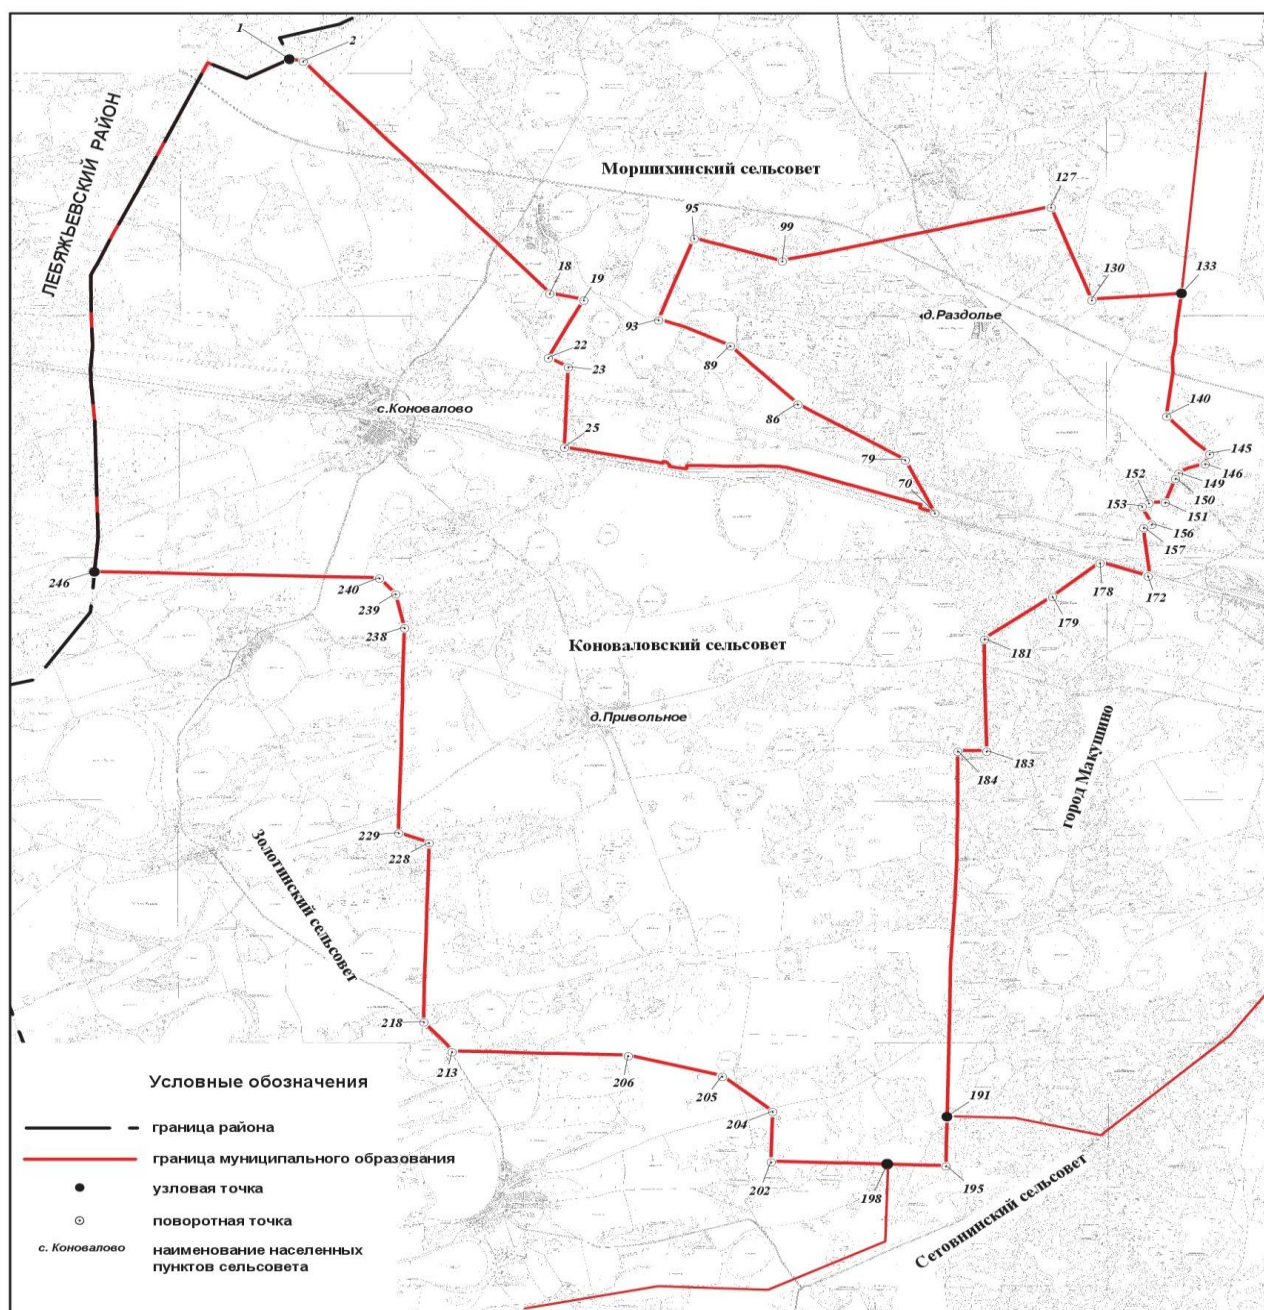 1
2
ЛЕБЯЖЬЕВСКИЙ РАЙОН
Моршихинский сельсовет
127
95
99
18
19
130
133
93
д.Раздолье
22
89
23
с.Коновалово
86
140
25
79
145
146
70
152
149
150
153
151
156
157
246
240
178
172
239
179
238
Коноваловский сельсовет
181
д.Привольное
город Макушино
184
183
229
228
Золотинский сельсовет
218
213
206
205
204
191
202
198
195
Сетовнинский сельсовет
Условные обозначения
граница района
граница муниципального образования
узловая точка
поворотная точка
с. Коновалово
наименование населенных
пунктов сельсовета